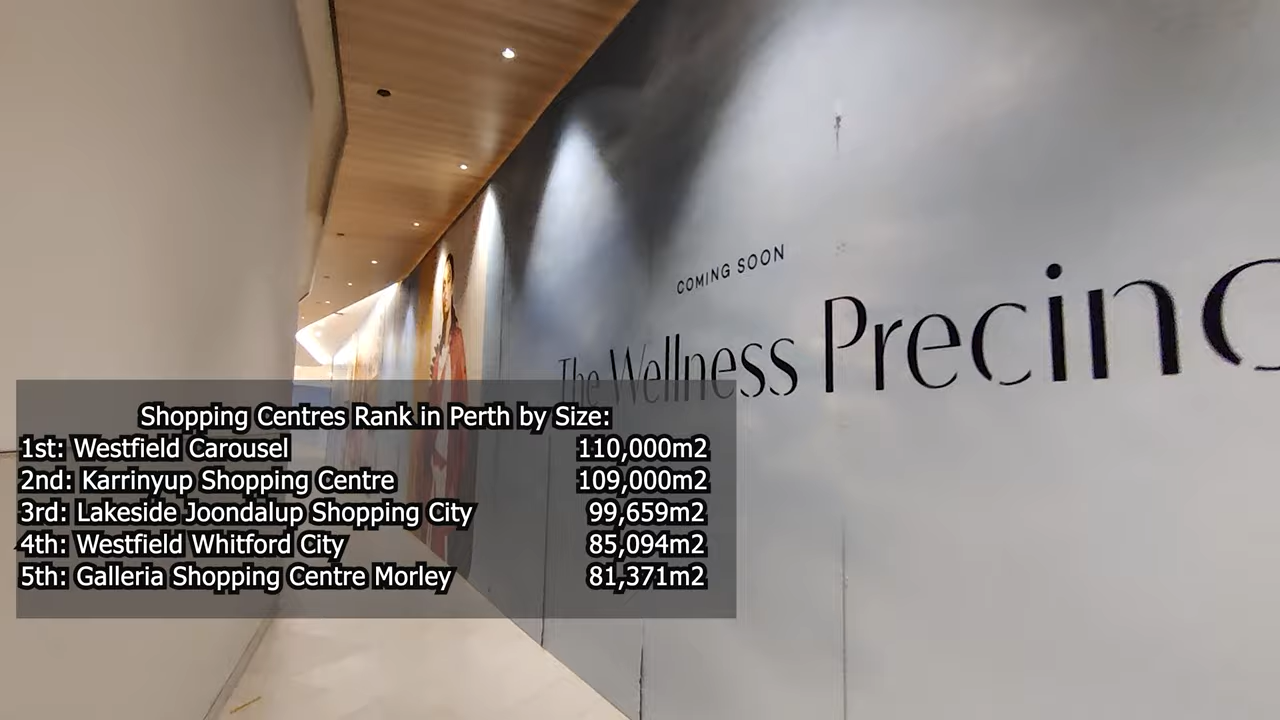 COMING SOON
The Wellness Precinc
Shopping Centres Rank in Perth by Size:
1st: Westfield Carousel 110,000m2
2nd: Karrinyup Shopping Centre 109,000m2
3rd: Lakeside Joondalup Shopping City 99,659m2
4th: Westfield Whitford City 85,094m2
5th: Galleria Shopping Centre Morley 81,371m2